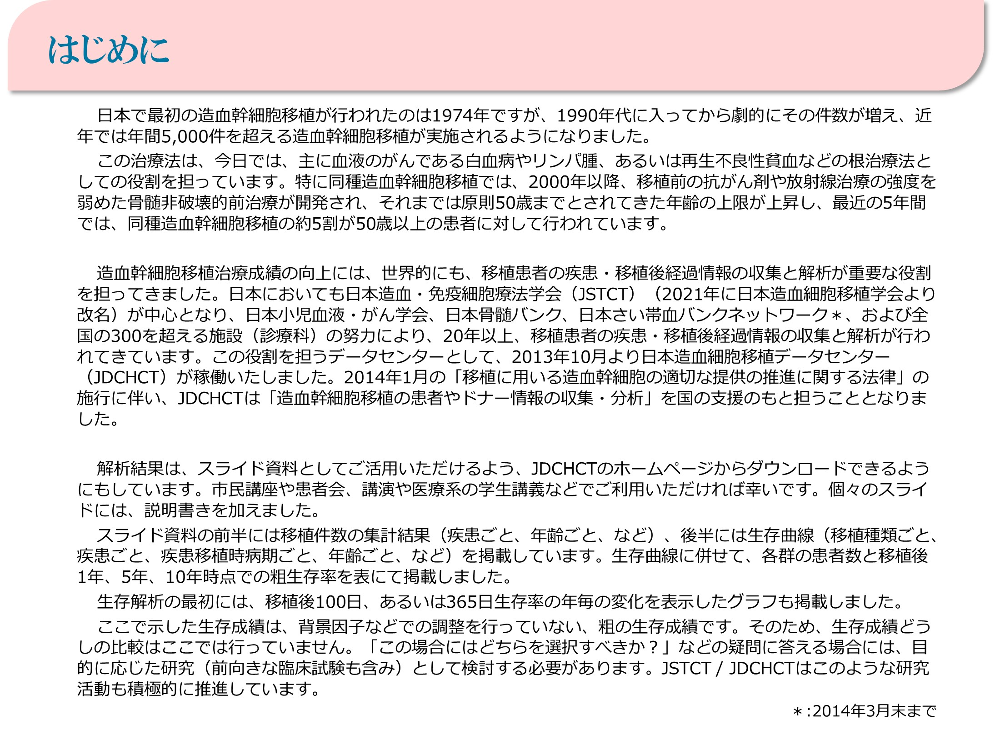 はじめに
日本で最初の造血幹細胞移植が行われたのは1974年ですが、1990年代に入ってから劇的にその件数が増え、近
年では年間5,000件を超える造血幹細胞移植が実施されるようになりました。
この治療法は、今日では、主に血液のがんである白血病やリンパ腫、あるいは再生不良性貧血などの根治療法と
しての役割を担っています。特に同種造血幹細胞移植では、2000年以降、移植前の抗がん剤や放射線治療の強度を
弱めた骨髄非破壊的前治療が開発され、それまでは原則50歳までとされてきた年齢の上限が上昇し、最近の5年間
では、同種造血幹細胞移植の約5割が50歳以上の患者に対して行われています。
造血幹細胞移植治療成績の向上には、世界的にも、移植患者の疾患・移植後経過情報の収集と解析が重要な役割
を担ってきました。日本においても日本造血・免疫細胞療法学会（JSTCT）（2021年に日本造血細胞移植学会より
改名）が中心となり、日本小児血液・がん学会、日本骨髄バンク、日本さい帯血バンクネットワーク＊、および全
国の300を超える施設（診療科）の努力により、20年以上、移植患者の疾患・移植後経過情報の収集と解析が行わ
れてきています。この役割を担うデータセンターとして、2013年10月より日本造血細胞移植データセンター
（JDCHCT）が稼働いたしました。2014年1月の「移植に用いる造血幹細胞の適切な提供の推進に関する法律」の
施行に伴い、JDCHCTは「造血幹細胞移植の患者やドナー情報の収集・分析」を国の支援のもと担うこととなりま
した。
解析結果は、スライド資料としてご活用いただけるよう、JDCHCTのホームページからダウンロードできるよう
にもしています。市民講座や患者会、講演や医療系の学生講義などでご利用いただければ幸いです。個々のスライ
ドには、説明書きを加えました。
スライド資料の前半には移植件数の集計結果（疾患ごと、年齢ごと、など）、後半には生存曲線（移植種類ごと、
疾患ごと、疾患移植時病期ごと、年齢ごと、など）を掲載しています。生存曲線に併せて、各群の患者数と移植後
1年、5年、10年時点での粗生存率を表にて掲載しました。
生存解析の最初には、移植後100日、あるいは365日生存率の年毎の変化を表示したグラフも掲載しました。
ここで示した生存成績は、背景因子などでの調整を行っていない、粗の生存成績です。そのため、生存成績どう
しの比較はここでは行っていません。「この場合にはどちらを選択すべきか？」などの疑問に答える場合には、目
的に応じた研究（前向きな臨床試験も含み）として検討する必要があります。JSTCT / JDCHCTはこのような研究
活動も積極的に推進しています。
＊:2014年3月末まで